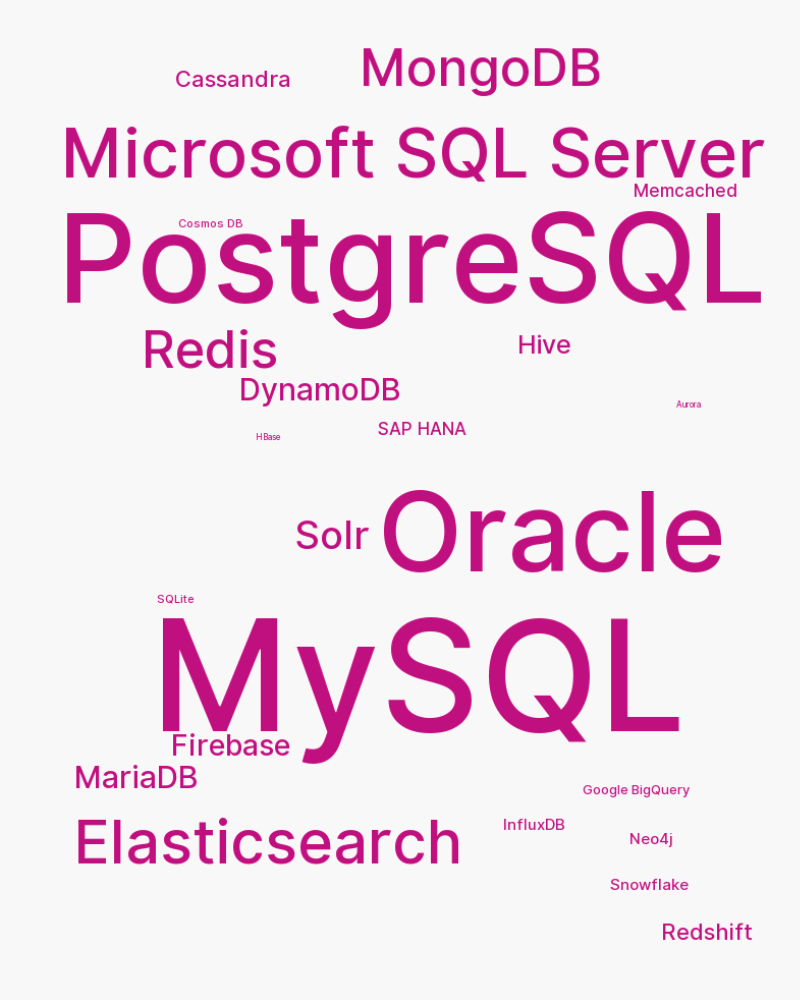 MongoDB
Cassandra
Microsoft SQL Server
Memcached
Cosmos DB
PostgreSQL
Redis
Hive
DynamoDB
Aurora
SAP HANA
HBase
Solr
Oracle
SQLite
MySQL
Firebase
MariaDB
Google BigQuery
InfluxDB
Elasticsearch
Neo4j
Snowflake
Redshift